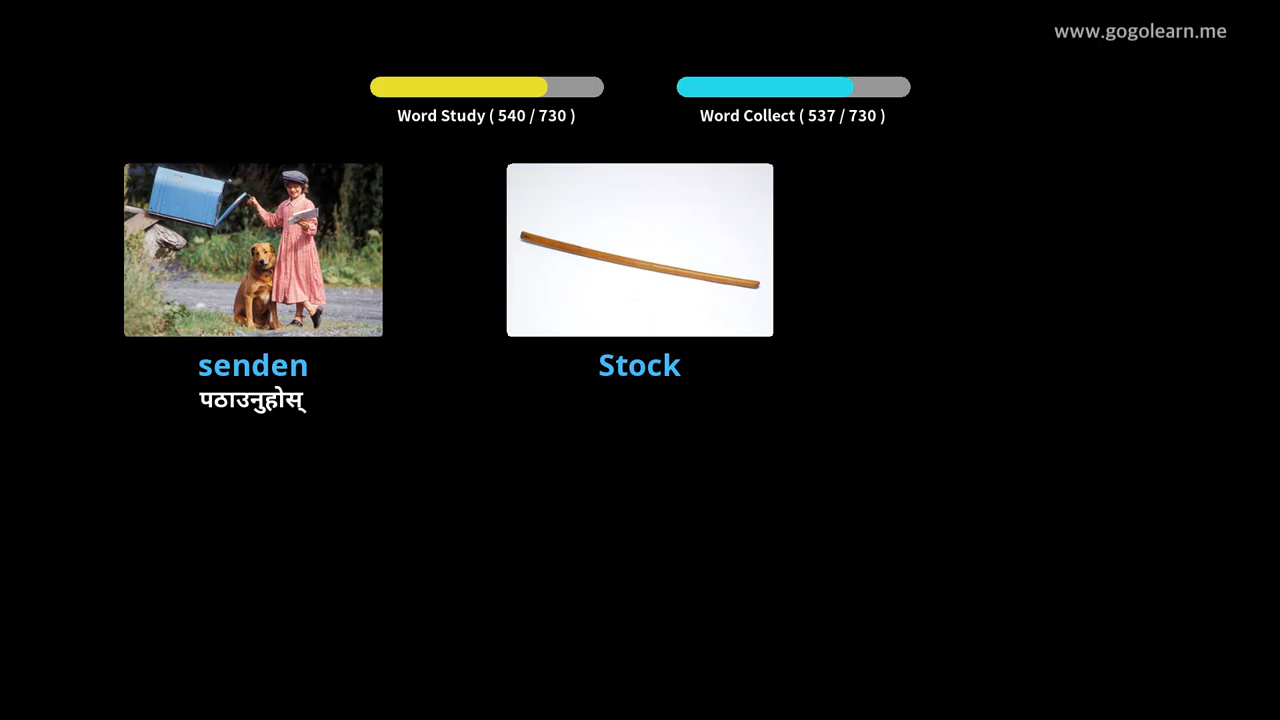 www.gogolearn.me
Word Study ( 540 / 730 )
Word Collect ( 537 / 730 )
senden
Stock
पठाउनुहोस्